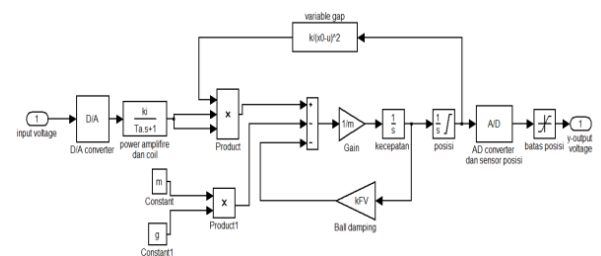 variable gap
k/(x0-u)^2
1
input voltage
D/A
D/A converter
ki
Ta.s+1
power amplifire
dan coil
x
Product
+
−
−
1/m
Gain
1
s
kecepatan
1
s
posisi
A/D
AD converter
dan sensor posisi
batas posisi
1
y-output
voltage
m
Constant
g
Constant1
x
Product1
kFV
Ball damping